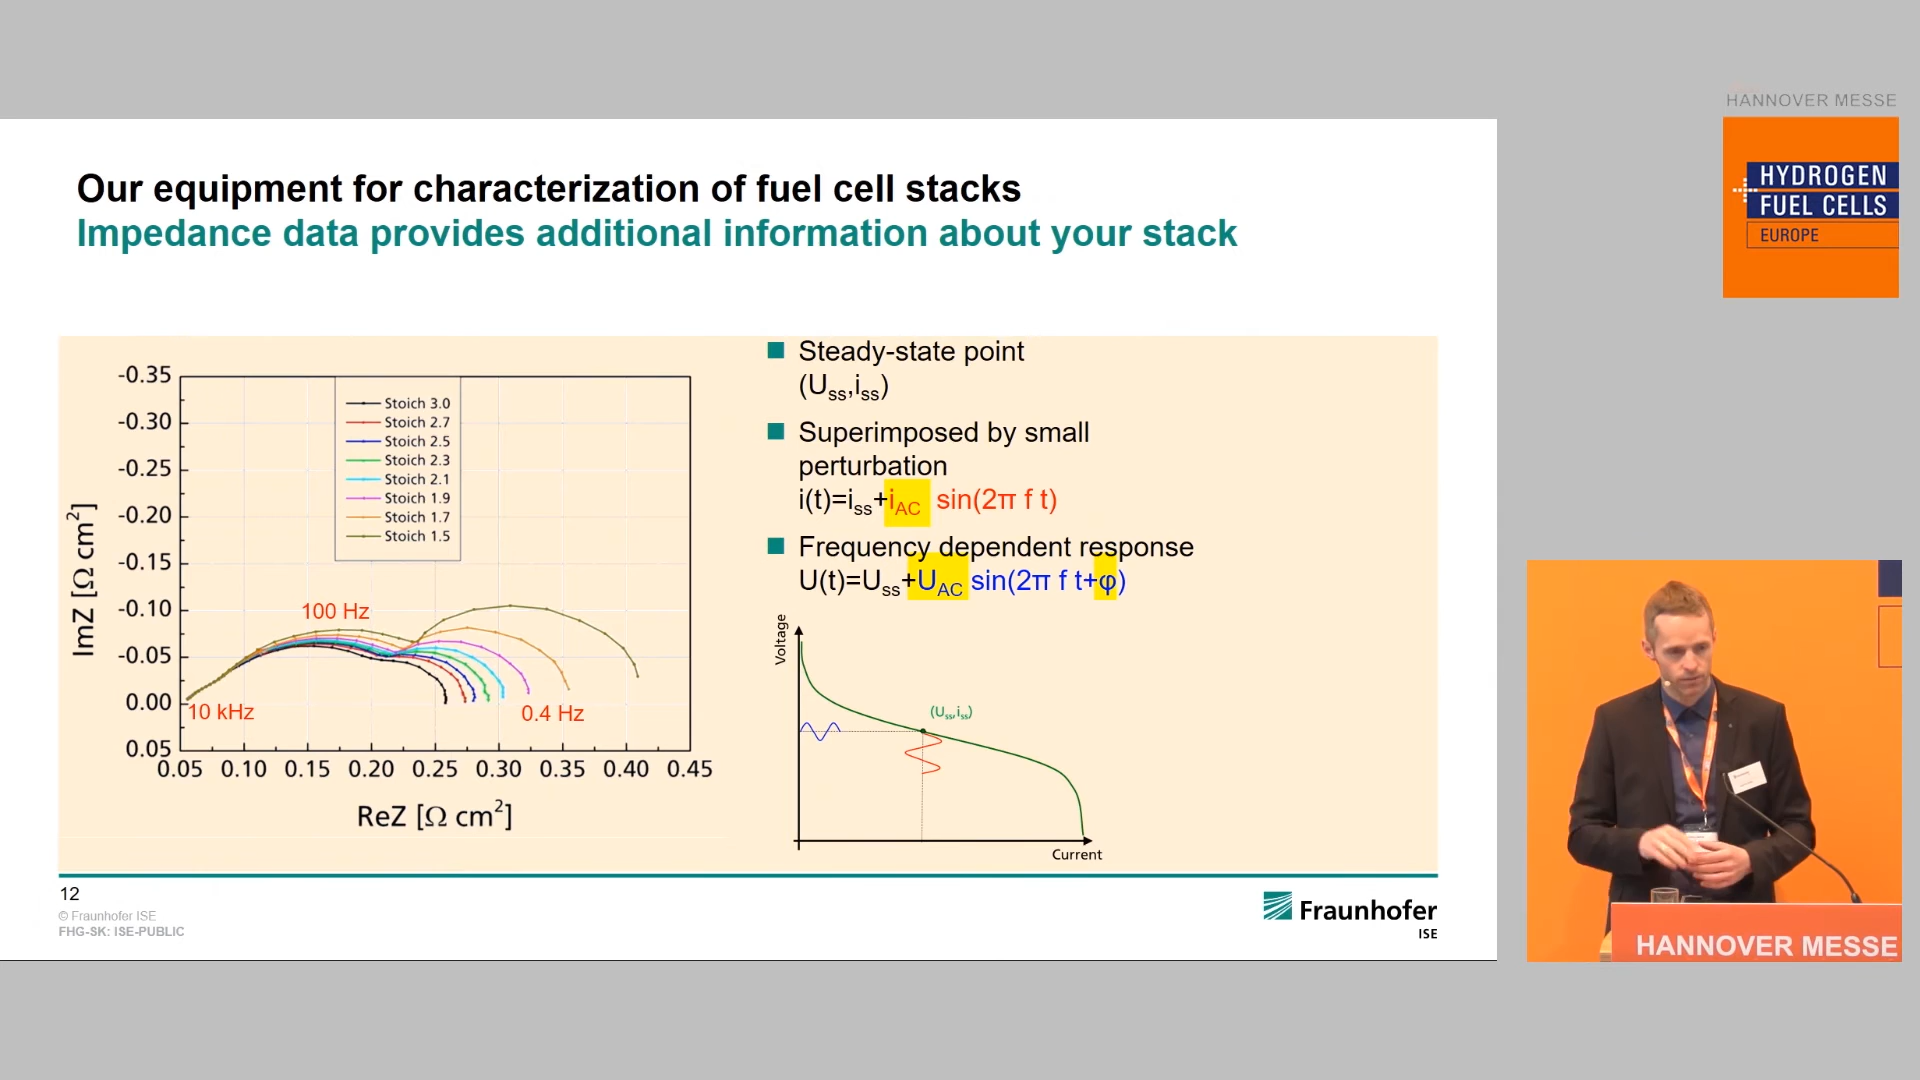 HANNOVER MESSE
HYDROGEN
FUEL CELLS
EUROPE
Our equipment for characterization of fuel cell stacks
Impedance data provides additional information about your stack
-0.35
-0.30
-0.25
-0.20
-0.15
-0.10
-0.05
0.00
0.05
ImZ [Ω cm²]
Stoich 3.0
Stoich 2.7
Stoich 2.5
Stoich 2.3
Stoich 2.1
Stoich 1.9
Stoich 1.7
Stoich 1.5
100 Hz
10 kHz
0.4 Hz
0.05 0.10 0.15 0.20 0.25 0.30 0.35 0.40 0.45
ReZ [Ω cm²]
Steady-state point
(Uss,iss)
Superimposed by small
perturbation
i(t)=iss+iAC sin(2π f t)
Frequency dependent response
U(t)=Uss+UAC sin(2π f t+φ)
Voltage
(Uss,iss)
Current
12
© Fraunhofer ISE
FHG-SK: ISE-PUBLIC
Fraunhofer
ISE
HANNOVER MESSE